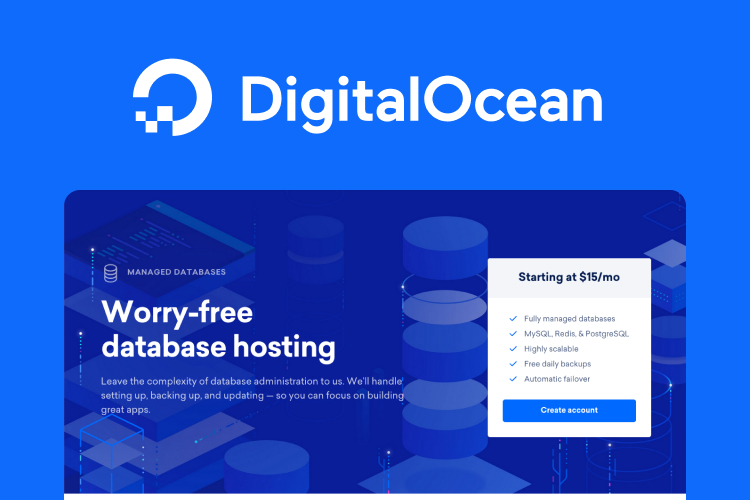 DigitalOcean
MANAGED DATABASES
Worry-free
database hosting
Leave the complexity of database administration to us. We'll handle
setting up, backing up, and updating — so you can focus on building
great apps.
Starting at $15/mo
Fully managed databases
MySQL, Redis, & PostgreSQL
Highly scalable
Free daily backups
Automatic failover
Create account